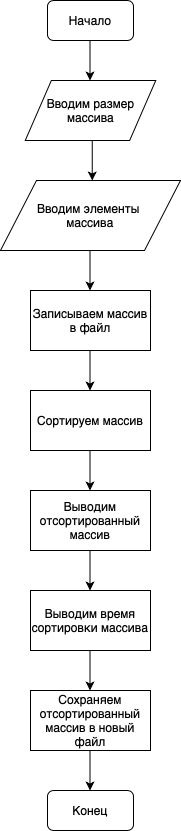 Начало
Вводим размер
массива
Вводим элементы
массива
Записываем массив
в файл
Сортируем массив
Выводим
отсортированный
массив
Выводим время
сортировки массива
Сохраняем
отсортированный
массив в новый
файл
Конец